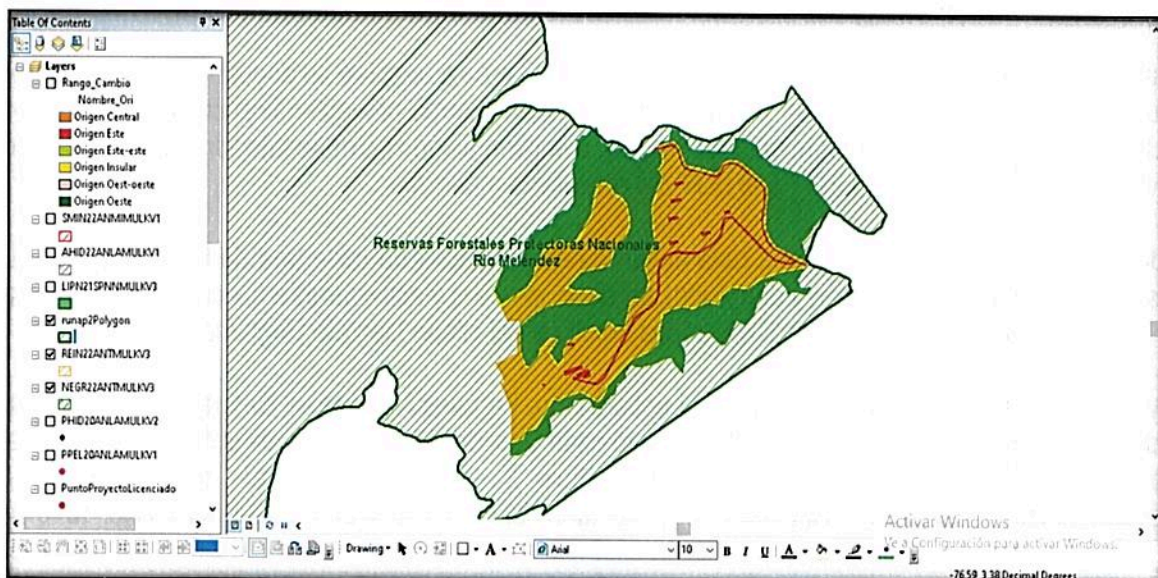 Table Of Contents
Layers
Rango_Cambio
Nombre_Ori
Origen Central
Origen Este
Origen Este-este
Origen Insular
Origen Oest-oeste
Origen Oeste
SMIN22ANMIMULKV1
AHID22ANLAMULKV1
LIPN21SPNNMULKV3
runap2Polygon
REIN22ANTMULKV3
NEGR22ANTMULKV3
PHID20ANLAMULKV2
PPEL20ANLAMULKV1
PuntoProyectoLicenciado
Reservas Forestales Protectoras Nacionales
Rio Meléndez
Activar Windows
Ve a Configuración para activar Windows.
Drawing
Arial
10
B I U A
-76,59 3,38 Decimal Degrees